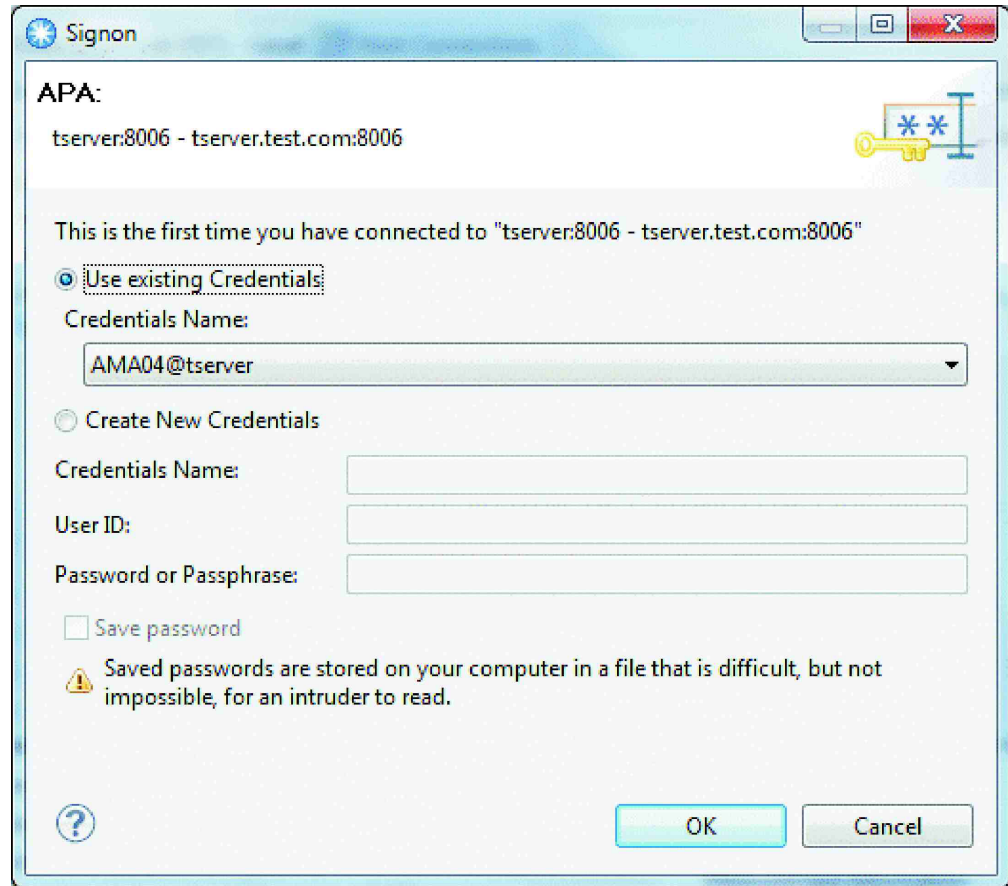 Signon
APA:
tserver:8006 - tserver.test.com:8006
**
This is the first time you have connected to "tserver:8006 - tserver.test.com:8006"
Use existing Credentials
Credentials Name:
AMA04@tserver
Create New Credentials
Credentials Name:
User ID:
Password or Passphrase:
Save password
Saved passwords are stored on your computer in a file that is difficult, but not
impossible, for an intruder to read.
?
OK
Cancel